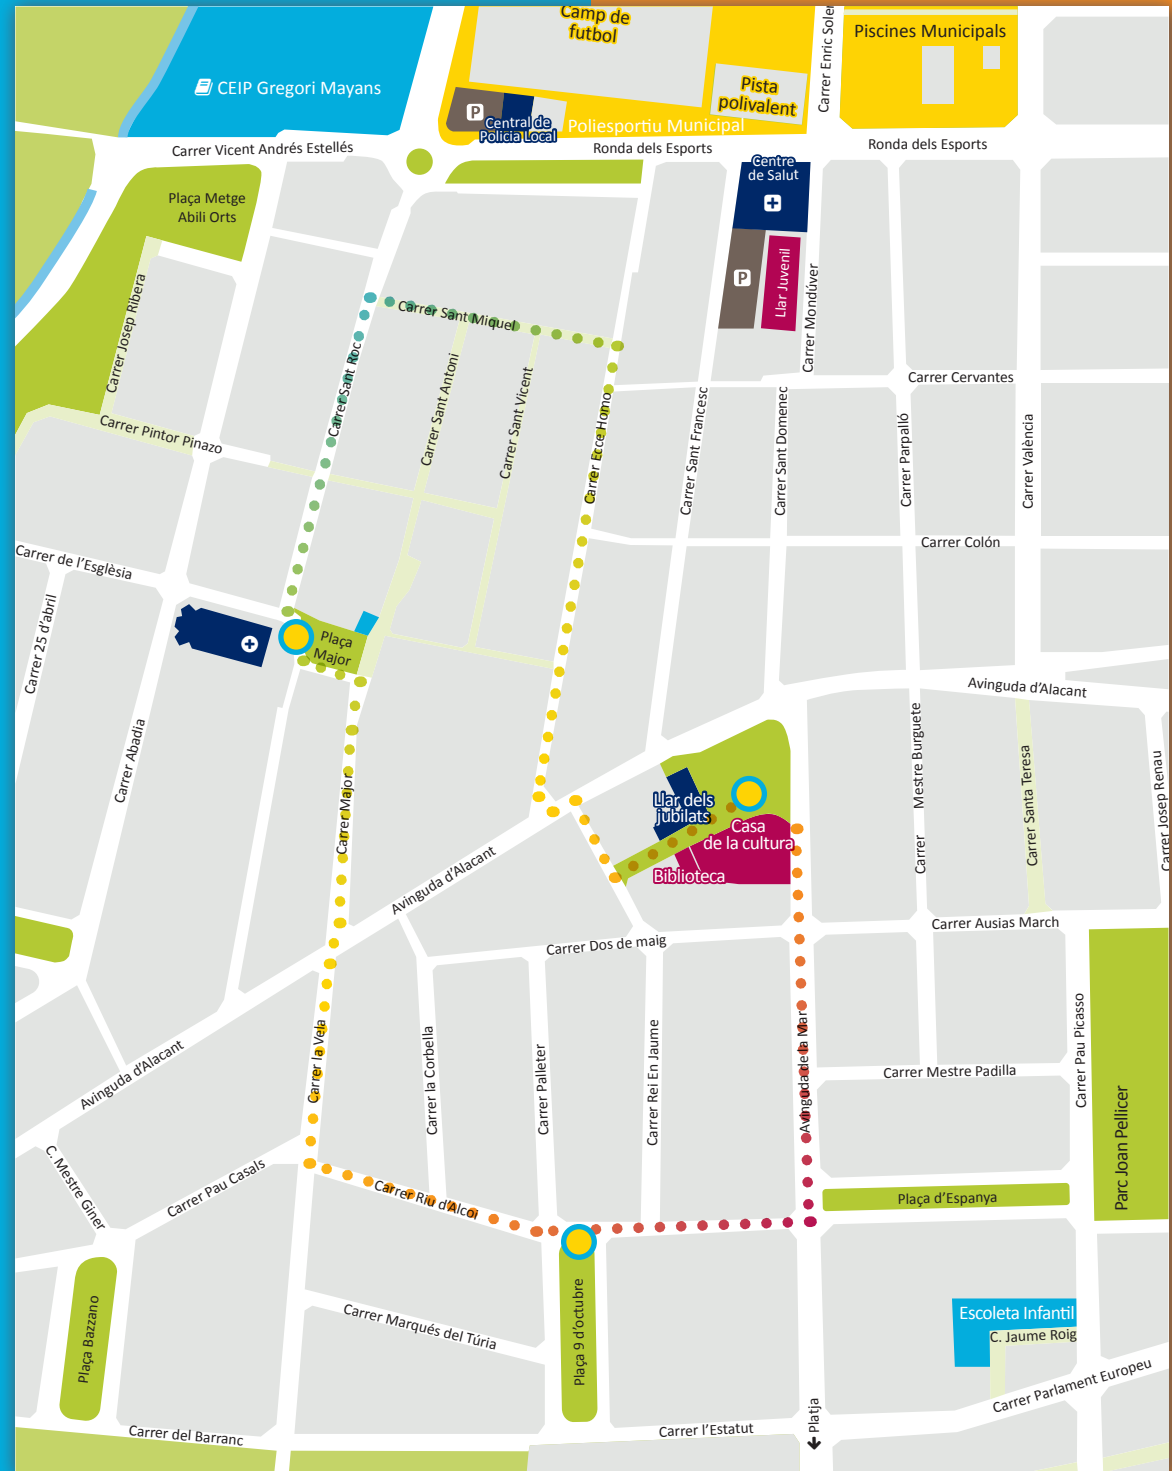 Camp de
futbol
Piscines Municipals
Carrer Enric Soler
CEIP Gregori Mayans
Pista
polivalent
P
Central de
Policia Local
Poliesportiu Municipal
Carrer Vicent Andrés Estellés
Ronda dels Esports
Ronda dels Esports
Centre
de Salut
Plaça Metge
Abili Orts
P
Llar Juvenil
Carrer Mondúver
Carrer Josep Ribera
Carrer Sant Miquel
Carrer Sant Roc
Carrer Sant Antoni
Carrer Sant Vicent
Carrer Ecce Homo
Carrer Sant Francesc
Carrer Sant Domenec
Carrer Cervantes
Carrer Parpalló
Carrer València
Carrer Pintor Pinazo
Carrer Colón
Carrer de l'Esglèsia
Carrer 25 d'abril
Plaça
Major
Avinguda d'Alacant
Carrer Abadia
Carrer Major
Carrer Mestre Burguete
Carrer Santa Teresa
Carrer Josep Renau
Llar dels
jubilats
Casa
de la cultura
Biblioteca
Avinguda d'Alacant
Carrer Dos de maig
Carrer Ausias March
Carrer la Vela
Carrer la Corbella
Carrer Palleter
Carrer Rei En Jaume
Avinguda de la Mar
Carrer Pau Picasso
Avinguda d'Alacant
Carrer Mestre Padilla
Parc Joan Pellicer
C. Mestre Giner
Carrer Pau Casals
Carrer Riu d'Alcoi
Plaça d'Espanya
Plaça Bazzano
Carrer Marqués del Túria
Plaça 9 d'octubre
Escoleta Infantil
C. Jaume Roig
Carrer Parlament Europeu
Platja
Carrer del Barranc
Carrer l'Estatut